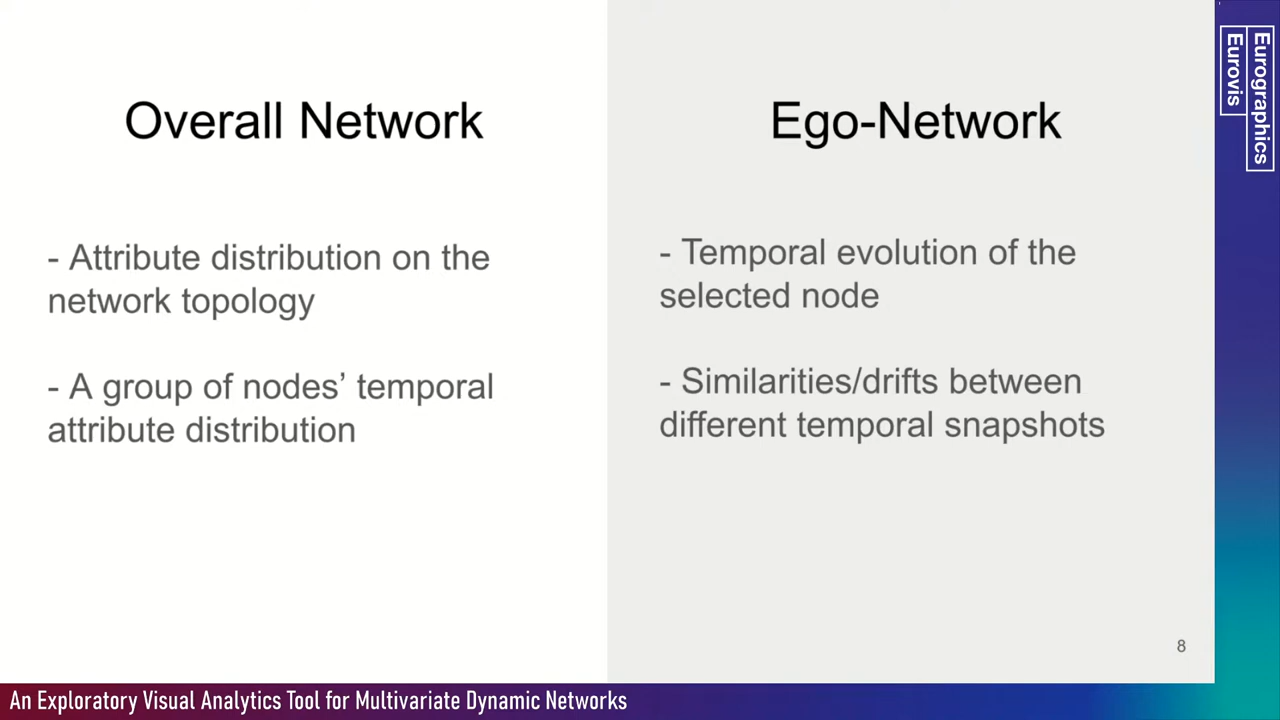 Overall Network
- Attribute distribution on the
network topology
- A group of nodes’ temporal
attribute distribution
Ego-Network
- Temporal evolution of the
selected node
- Similarities/drifts between
different temporal snapshots
8
Eurographics
Eurovis
An Exploratory Visual Analytics Tool for Multivariate Dynamic Networks